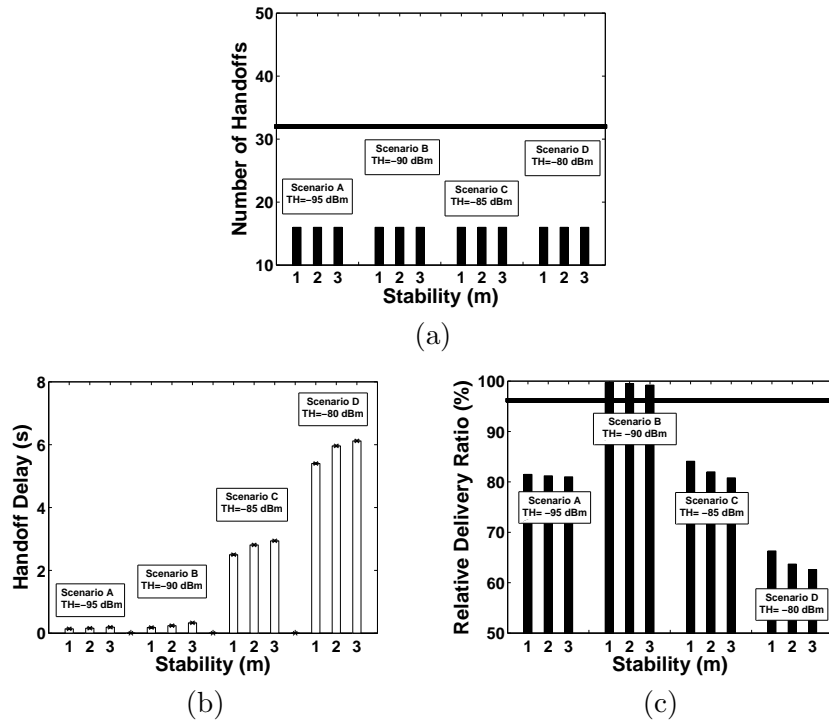 50
40
30
20
10
Number of Handoffs
Scenario A
TH=−95 dBm
Scenario B
TH=−90 dBm
Scenario C
TH=−85 dBm
Scenario D
TH=−80 dBm
1 2 3 1 2 3 1 2 3 1 2 3
Stability (m)
(a)
8
6
4
2
0
Handoff Delay (s)
Scenario A
TH=−95 dBm
Scenario B
TH=−90 dBm
Scenario C
TH=−85 dBm
Scenario D
TH=−80 dBm
1 2 3 1 2 3 1 2 3 1 2 3
Stability (m)
(b)
100
90
80
70
60
50
Relative Delivery Ratio (%)
Scenario A
TH= −95 dBm
Scenario B
TH= −90 dBm
Scenario C
TH= −85 dBm
Scenario D
TH= −80 dBm
1 2 3 1 2 3 1 2 3 1 2 3
Stability (m)
(c)